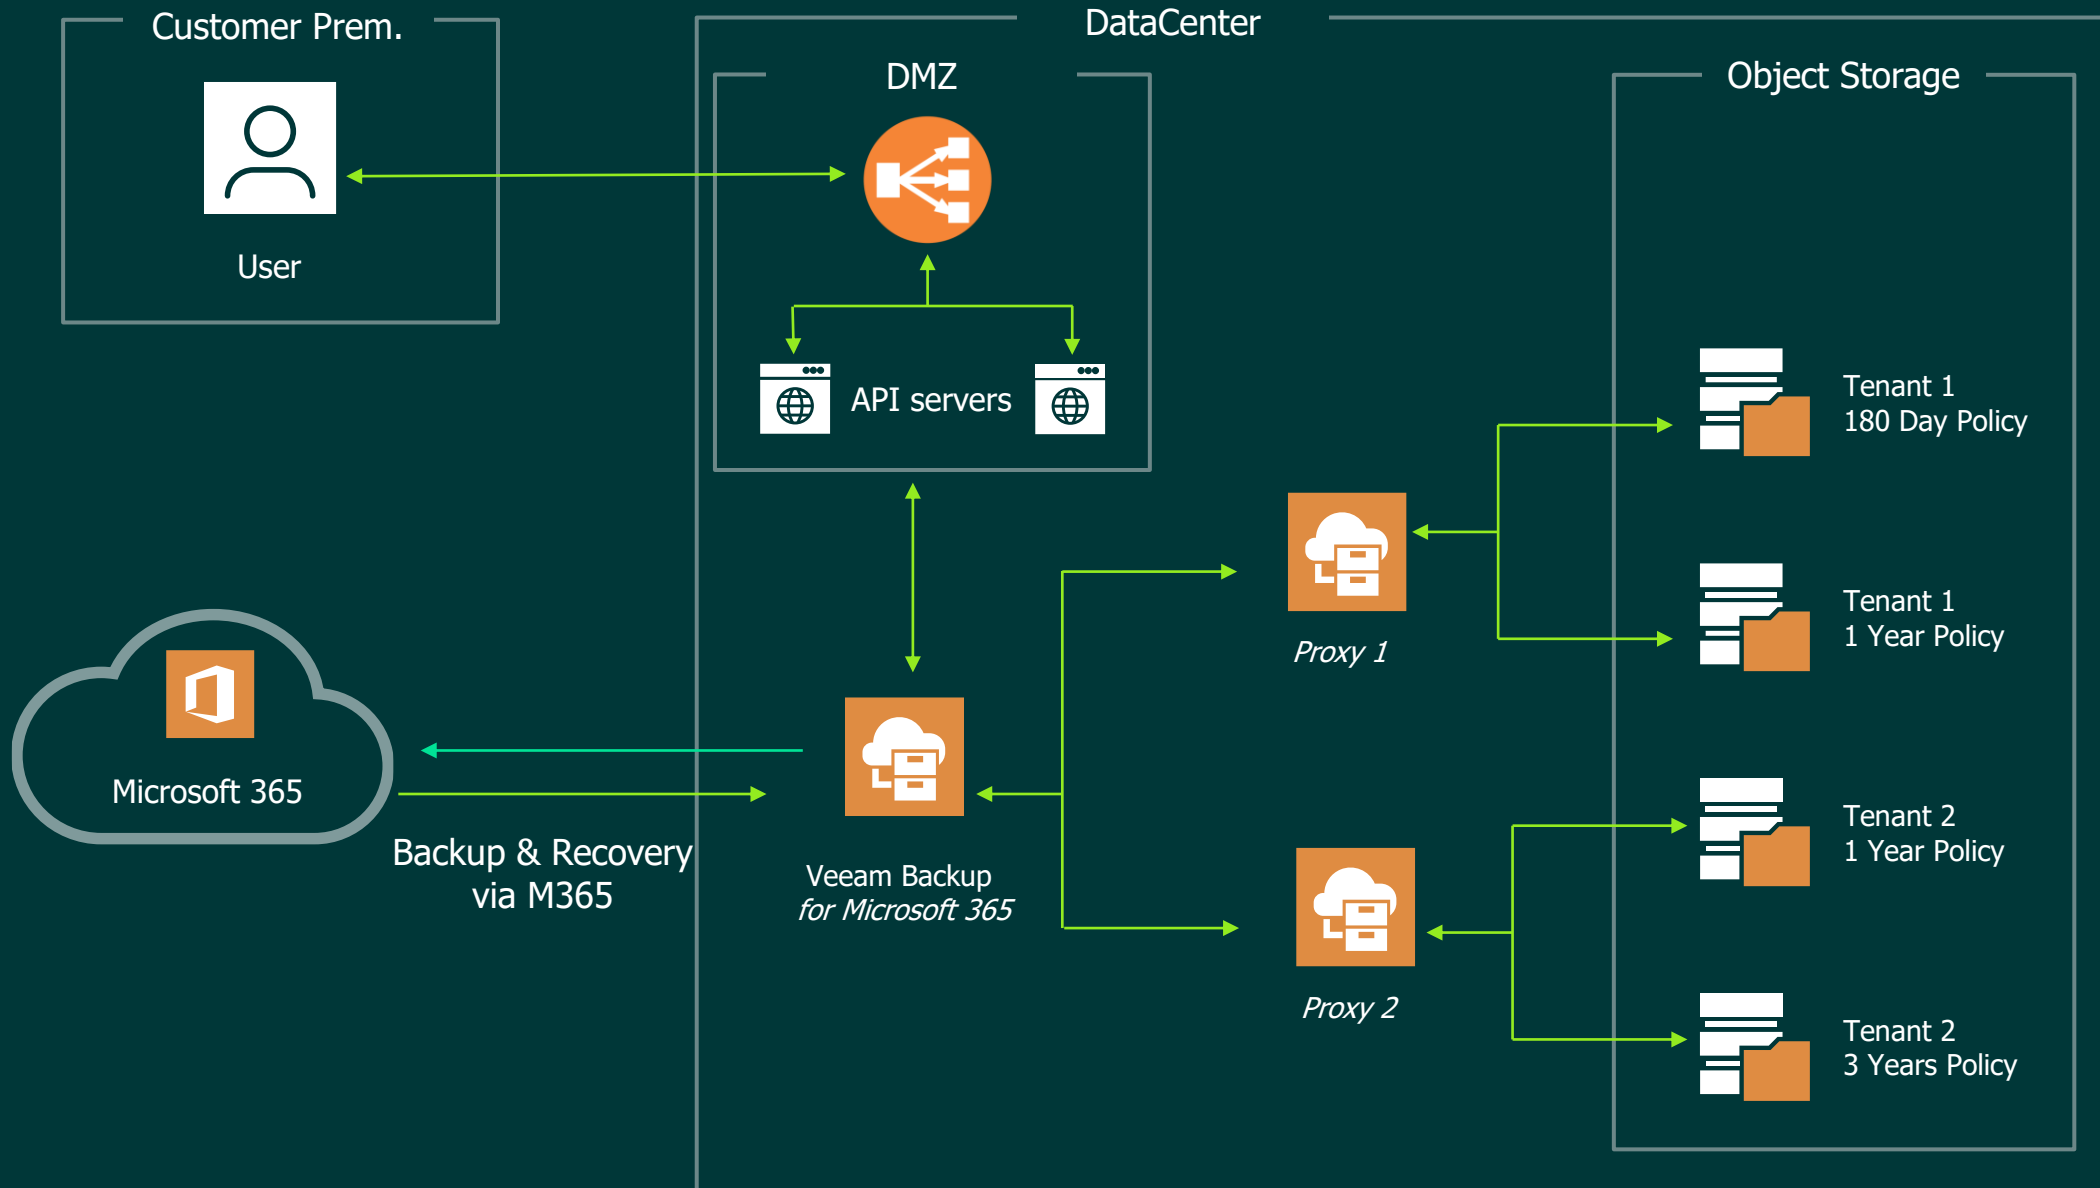 Customer Prem.
User
DataCenter
DMZ
API servers
Object Storage
Tenant 1
180 Day Policy
Tenant 1
1 Year Policy
Proxy 1
Microsoft 365
Backup & Recovery
via M365
Veeam Backup
for Microsoft 365
Tenant 2
1 Year Policy
Proxy 2
Tenant 2
3 Years Policy